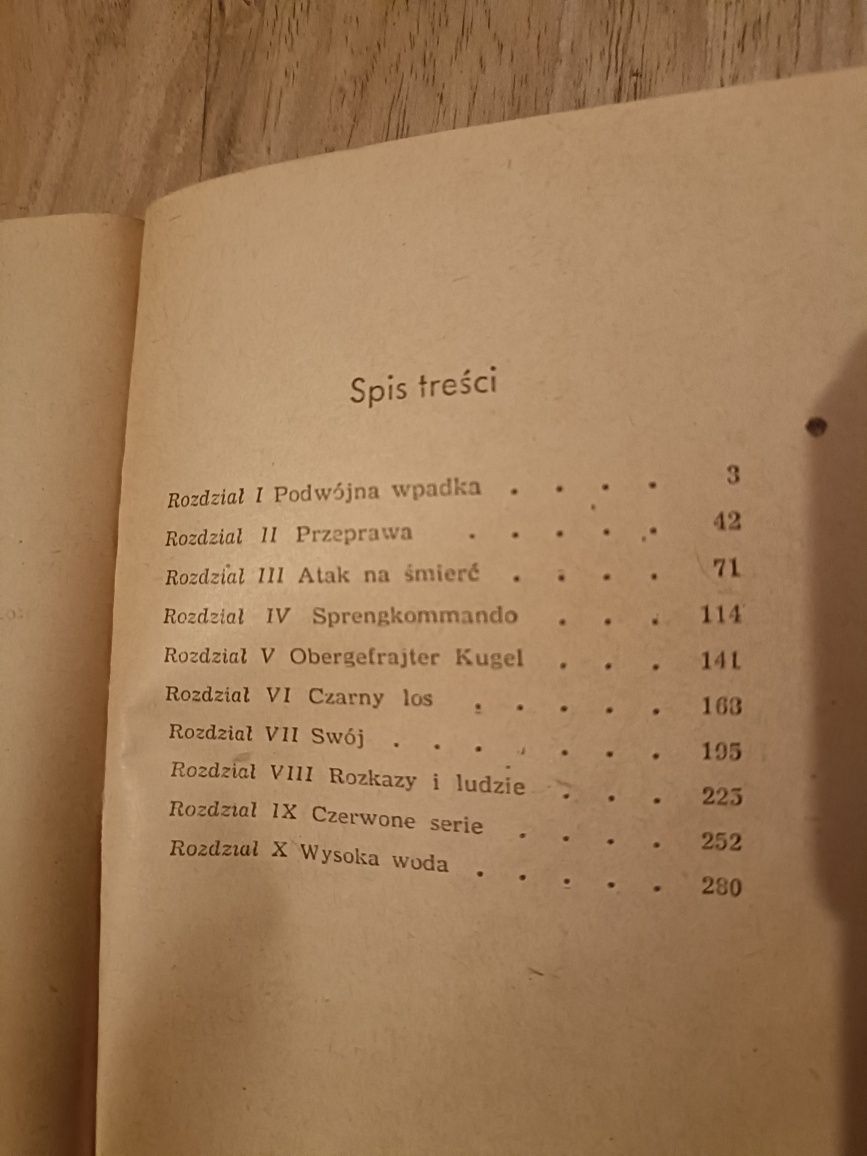 Spis treści
Rozdział I Podwójna wpadka . . . . 3
Rozdział II Przeprawa . . . . . 42
Rozdział III Atak na śmierć . . . . 71
Rozdział IV Sprengkommando . . . 114
Rozdział V Obergefrajter Kugel . . . 141
Rozdział VI Czarny los . . . . . 163
Rozdział VII Swój . . . . . . . 195
Rozdział VIII Rozkazy i ludzie . . . 223
Rozdział IX Czerwone serie . . . . 252
Rozdział X Wysoka woda . . . . . 280